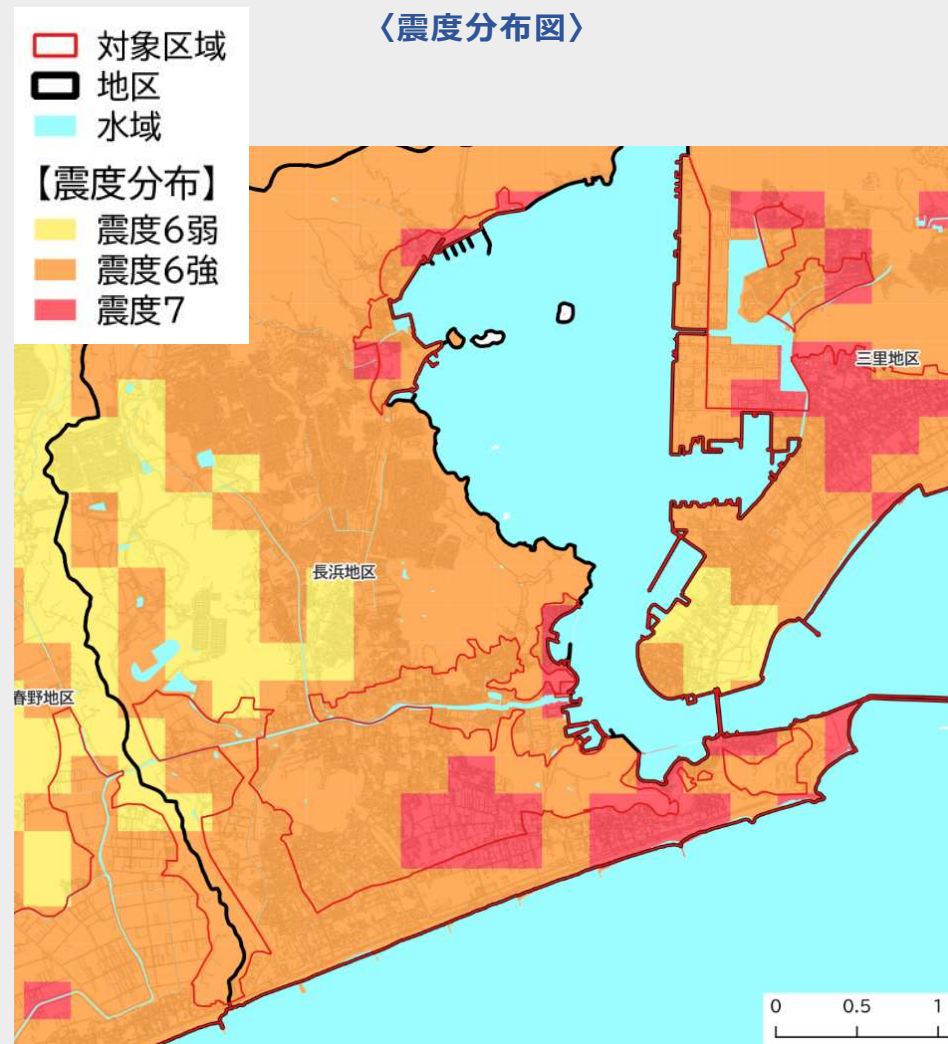 〈震度分布図〉
対象区域
地区
水域
【震度分布】
震度6弱
震度6強
震度7
三里地区
長浜地区
春野地区
0 0.5 1